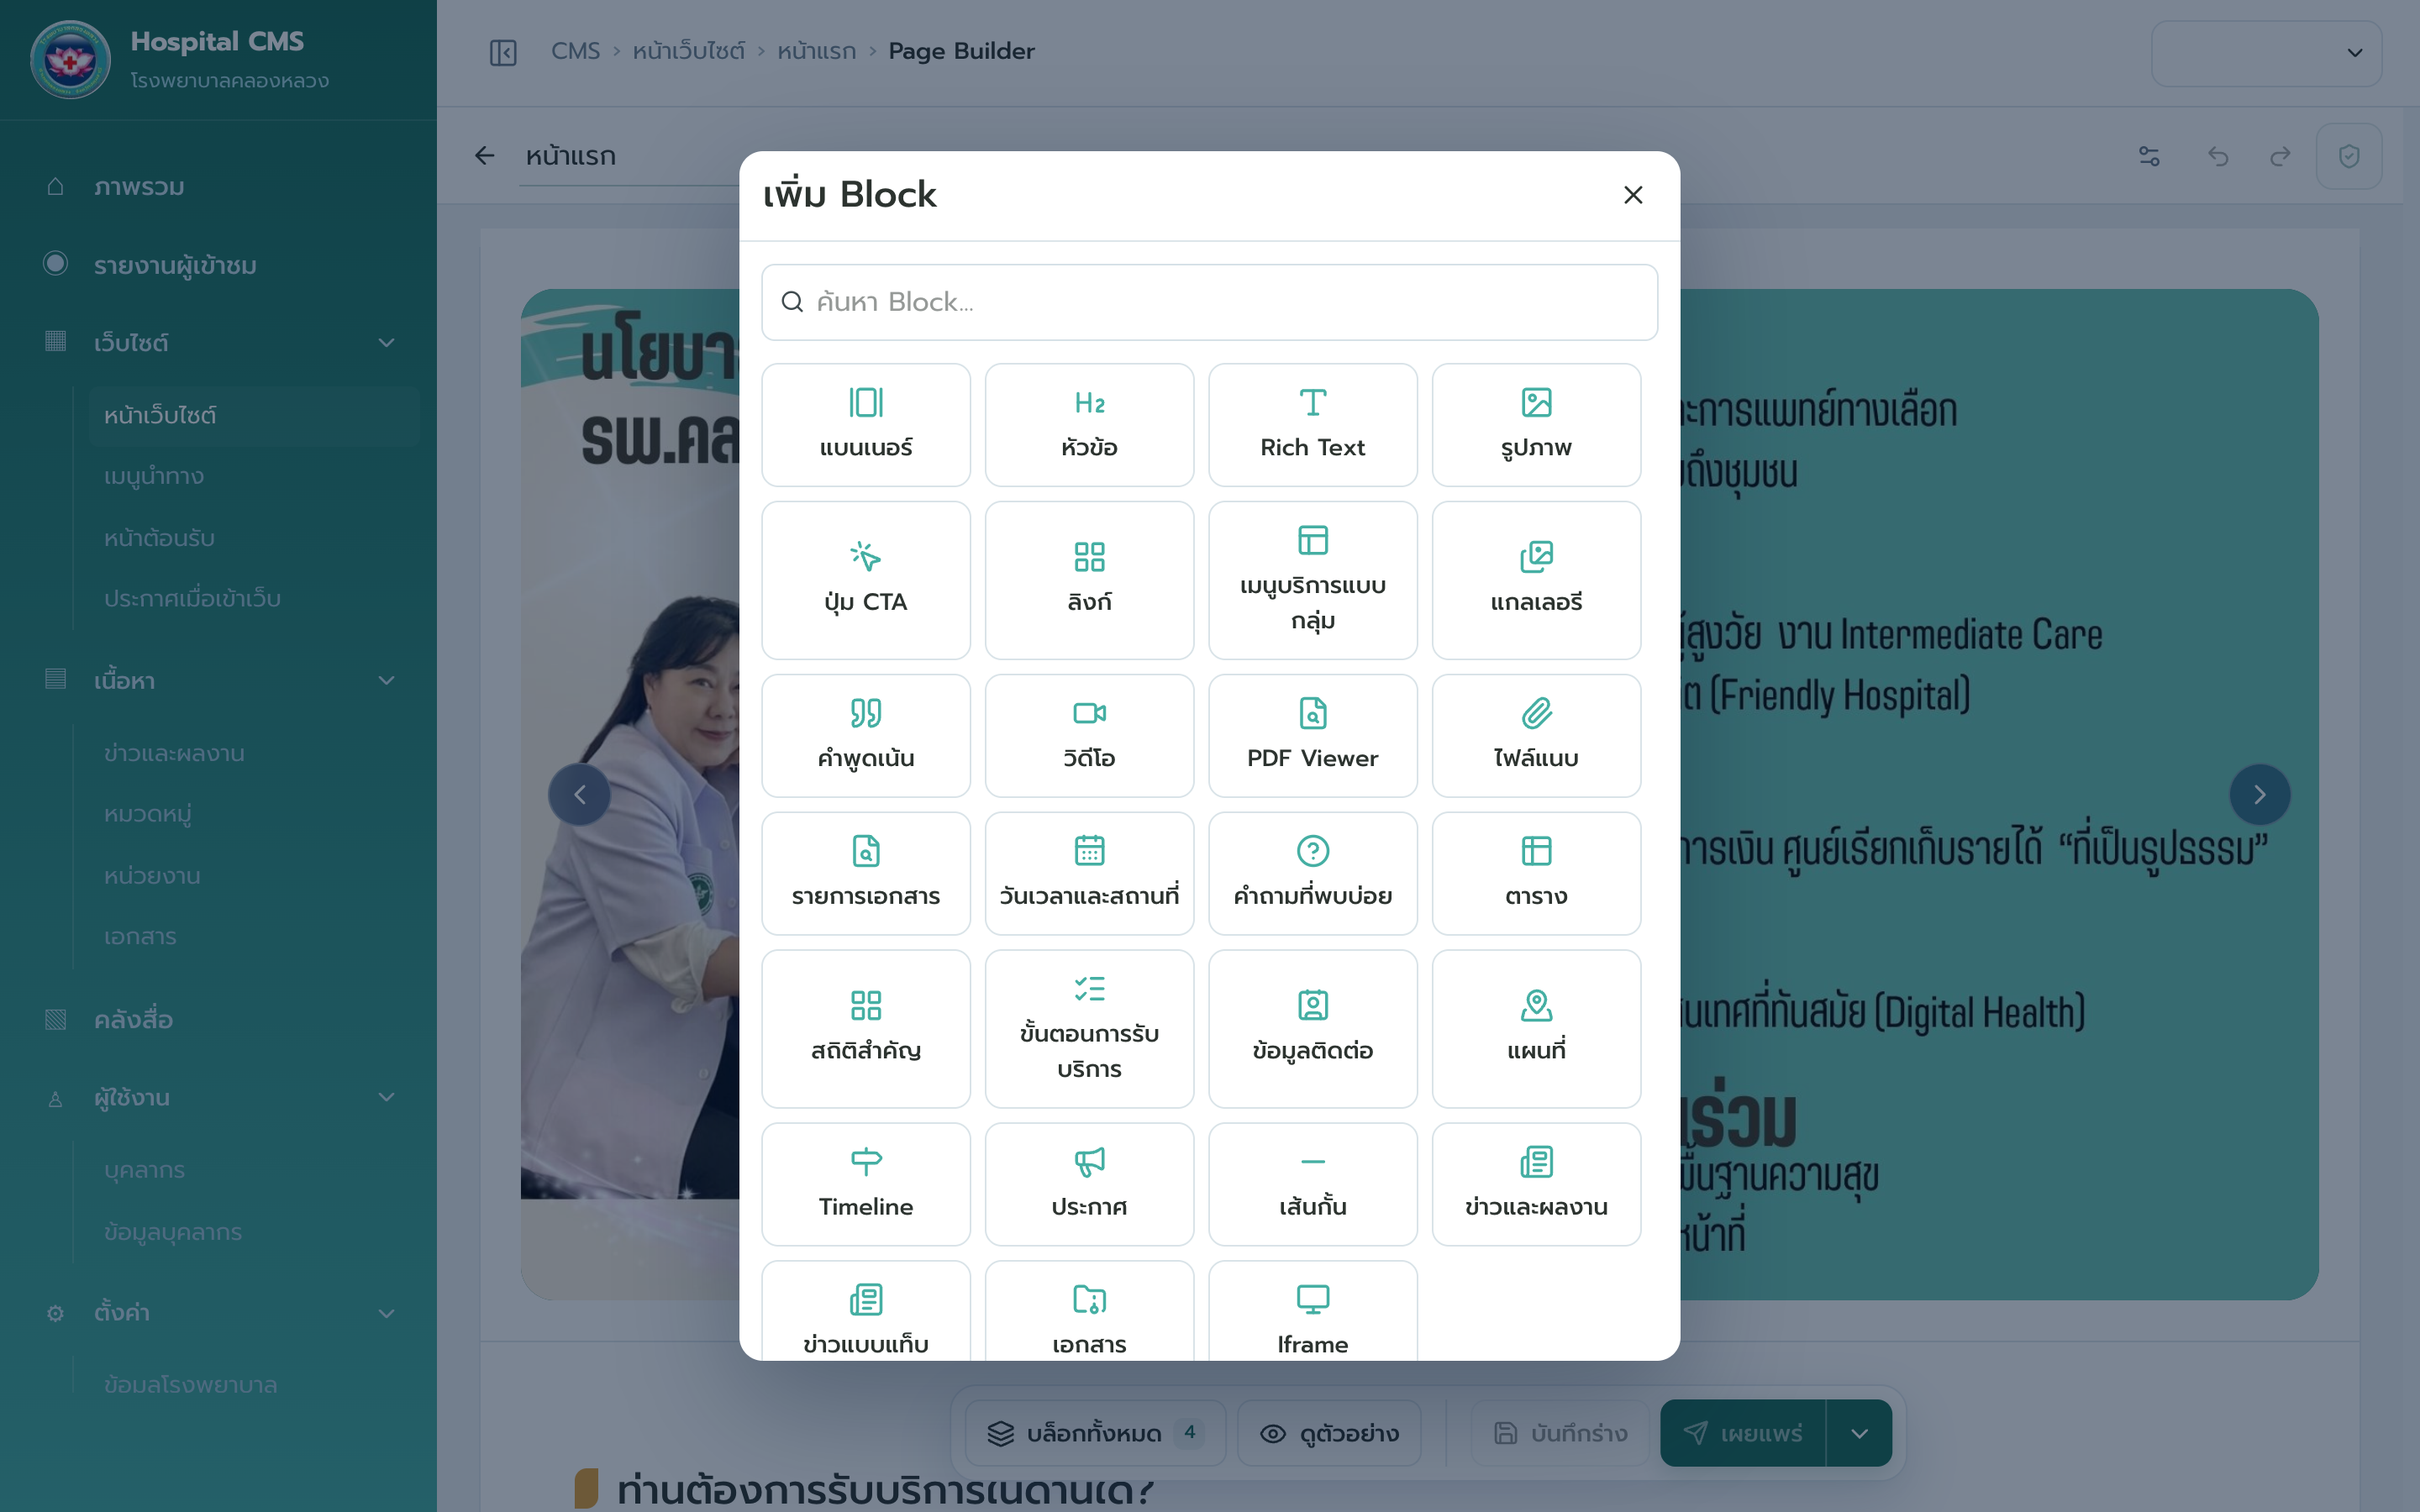 Hospital CMS
โรงพยาบาลคลองหลวง
ภาพรวม
รายงานผู้เข้าชม
เว็บไซต์
หน้าเว็บไซต์
เมนูนำทาง
หน้าต้อนรับ
ประกาศเมื่อเข้าเว็บ
เนื้อหา
ข่าวและผลงาน
หมวดหมู่
หน่วยงาน
เอกสาร
คลังสื่อ
ผู้ใช้งาน
บุคลากร
ข้อมูลบุคลากร
ตั้งค่า
ข้อมูลโรงพยาบาล
CMS › หน้าเว็บไซต์ › หน้าแรก › Page Builder
หน้าแรก
เพิ่ม Block
ค้นหา Block...
แบนเนอร์
หัวข้อ
Rich Text
รูปภาพ
ปุ่ม CTA
ลิงก์
เมนูบริการแบบ
กลุ่ม
แกลเลอรี
คำพูดเน้น
วิดีโอ
PDF Viewer
ไฟล์แนบ
รายการเอกสาร
วันเวลาและสถานที่
คำถามที่พบบ่อย
ตาราง
สถิติสำคัญ
ขั้นตอนการรับ
บริการ
ข้อมูลติดต่อ
แผนที่
Timeline
ประกาศ
เส้นกั้น
ข่าวและผลงาน
ข่าวแบบแท็บ
เอกสาร
Iframe
นโยบา
รพ.คล
ะการแพทย์ทางเลือก
ถึงชุมชน
ผู้สูงวัย งาน Intermediate Care
ต (Friendly Hospital)
การเงิน ศูนย์เรียกเก็บรายได้ “ที่เป็นรูปธรรม”
นเทศที่ทันสมัย (Digital Health)
ร่วม
พื้นฐานความสุข
หน้าที่
บล็อกทั้งหมด 4
ดูตัวอย่าง
บันทึกร่าง
เผยแพร่
ท่านต้องการรับบริการในด้านใด?